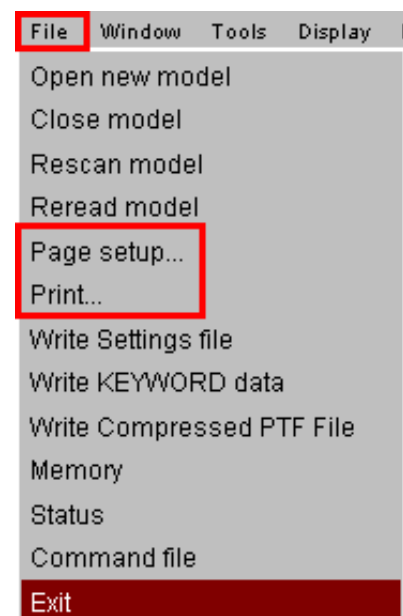 File Window Tools Display
Open new model
Close model
Rescan model
Reread model
Page setup...
Print...
Write Settings file
Write KEYWORD data
Write Compressed PTF File
Memory
Status
Command file
Exit